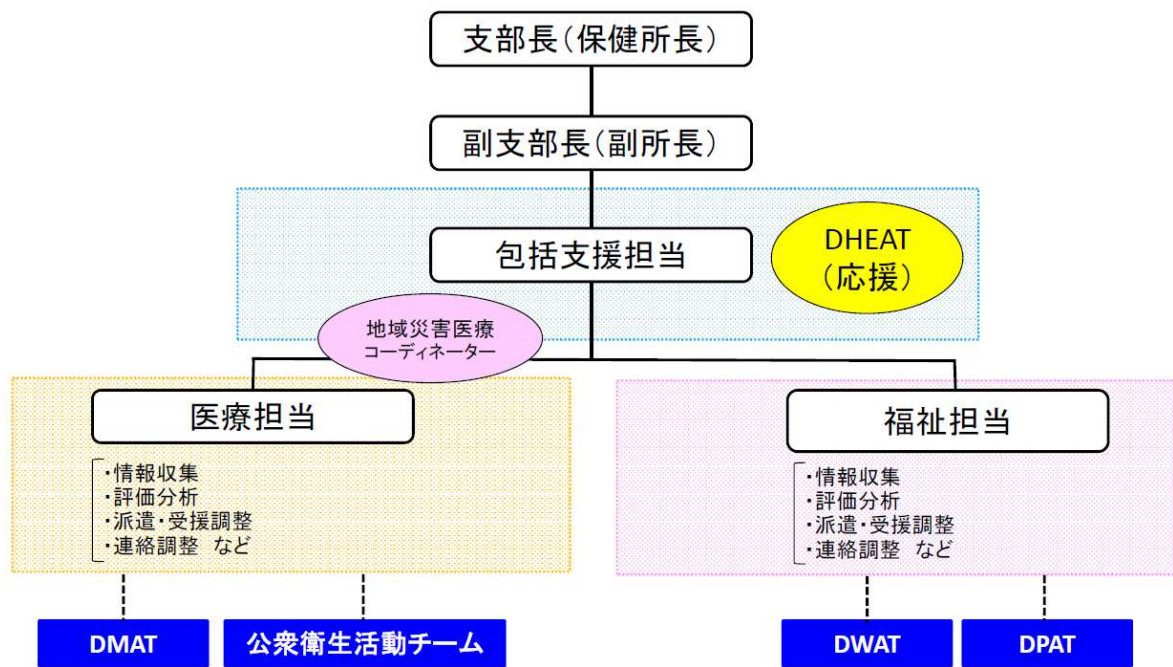 支部長(保健所長)
副支部長(副所長)
包括支援担当
DHEAT
(応援)
地域災害医療
コーディネーター
医療担当
・情報収集
・評価分析
・派遣・受援調整
・連絡調整 など
福祉担当
・情報収集
・評価分析
・派遣・受援調整
・連絡調整 など
DMAT
公衆衛生活動チーム
DWAT
DPAT